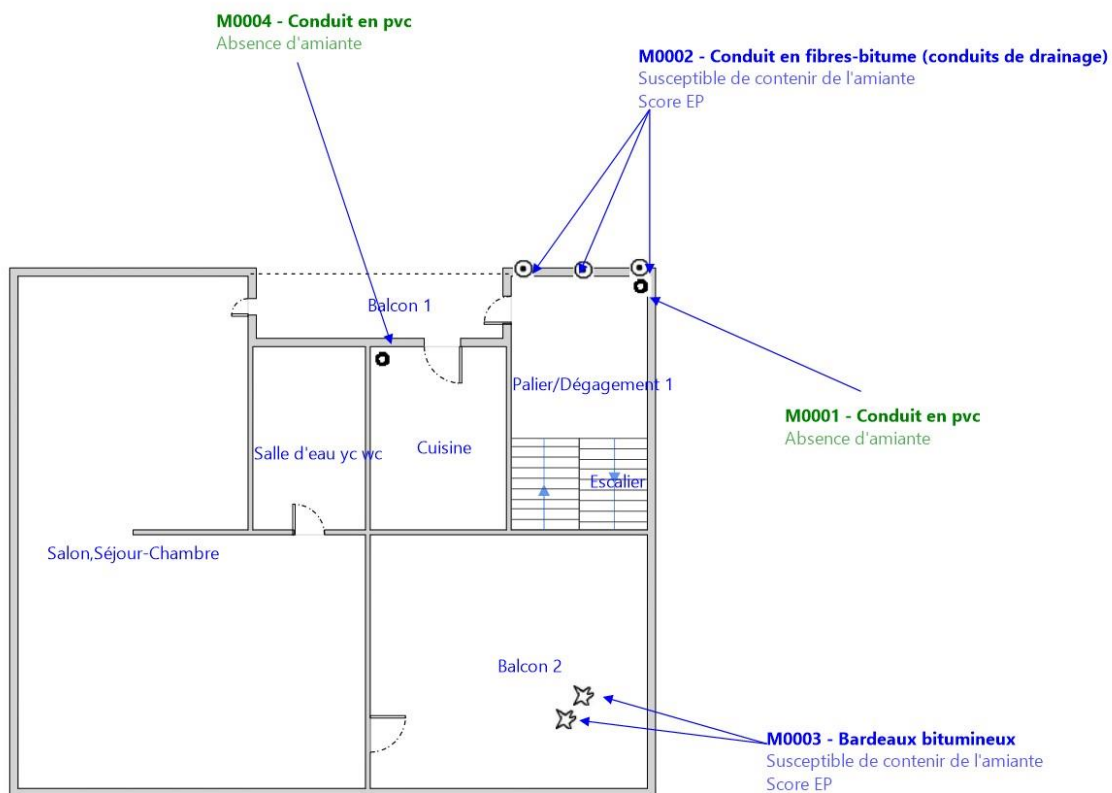 M0004 - Conduit en pvc
Absence d'amiante
M0002 - Conduit en fibres-bitume (conduits de drainage)
Susceptible de contenir de l'amiante
Score EP
Balcon 1
Palier/Dégagement 1
M0001 - Conduit en pvc
Absence d'amiante
Salle d'eau yc wc
Cuisine
Escalier
Salon,Séjour-Chambre
Balcon 2
M0003 - Bardeaux bitumineux
Susceptible de contenir de l'amiante
Score EP